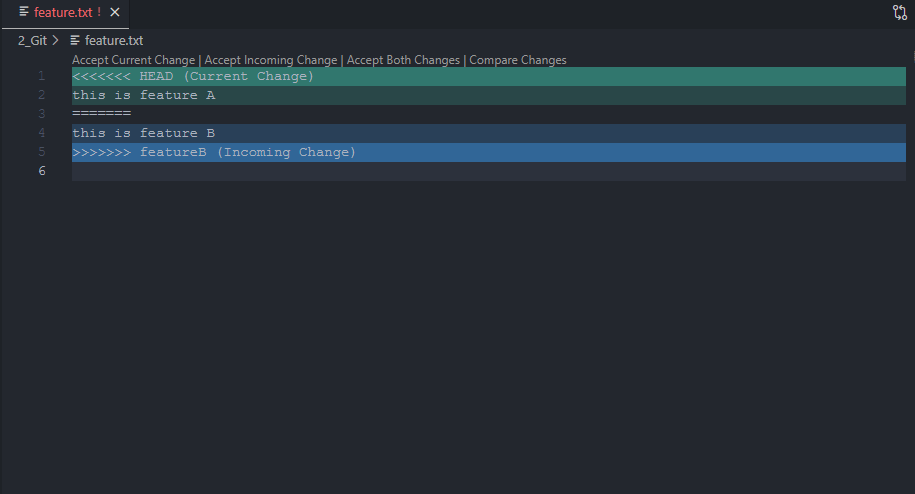 feature.txt !
2_Git > feature.txt
Accept Current Change | Accept Incoming Change | Accept Both Changes | Compare Changes
1 <<<<<<< HEAD (Current Change)
2 this is feature A
3 =======
4 this is feature B
5 >>>>>>> featureB (Incoming Change)
6